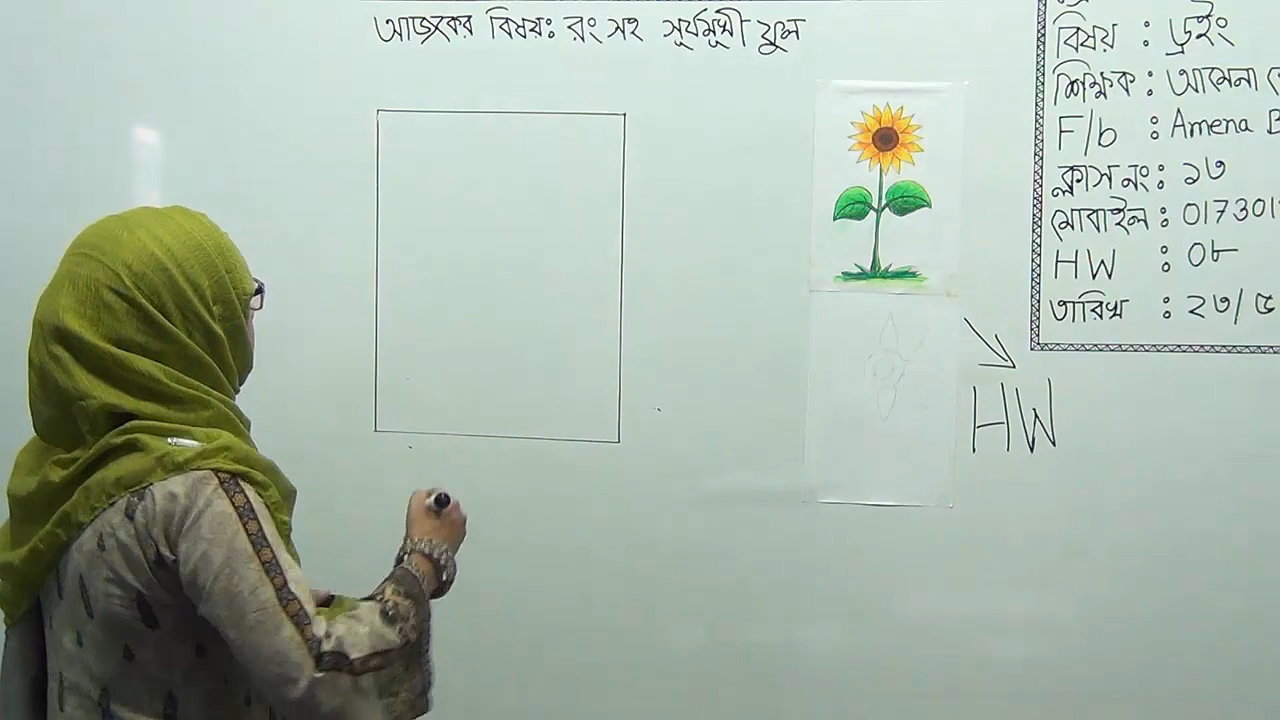 আজকের বিষয়ঃ রং সহ সূর্যমূখী ফুল
বিষয় : ড্রইং
শিক্ষক : আমেনা
F/b : Amena B
ক্লাস নং : ১৩
মোবাইল : 017301
HW : ০৮
তারিখ : ২৩/৫
HW